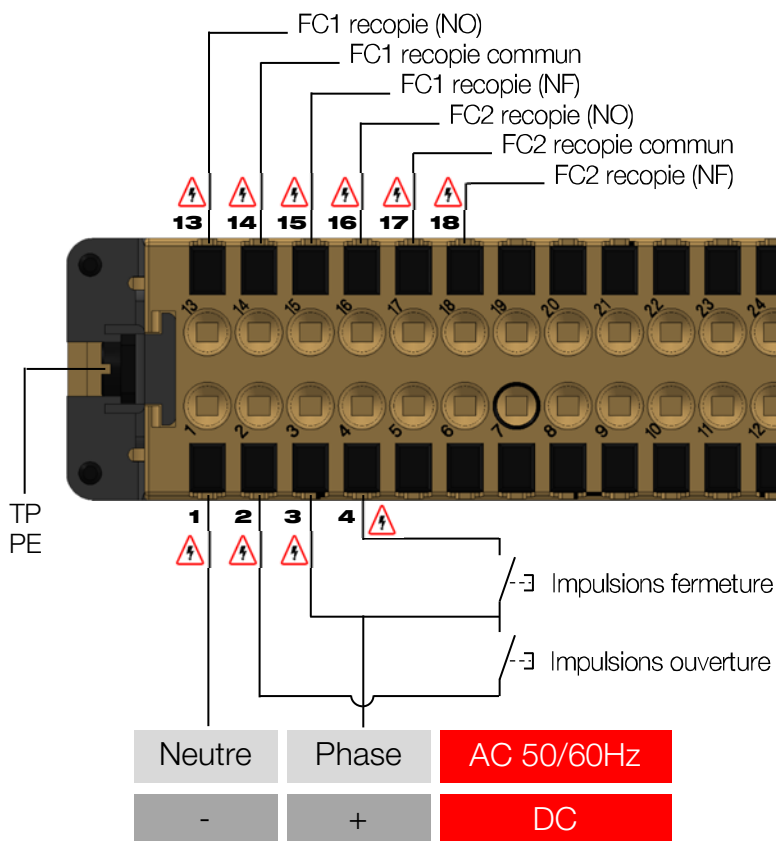 FC1 recopie (NO)
FC1 recopie commun
FC1 recopie (NF)
FC2 recopie (NO)
FC2 recopie commun
FC2 recopie (NF)
13 14 15 16 17 18
13 14 15 16 17 18 19 20 21 22 23 24
1 2 3 4 5 6 7 8 9 10 11 12
TP
PE
1 2 3 4
Impulsions fermeture
Impulsions ouverture
Neutre Phase AC 50/60Hz
- + DC